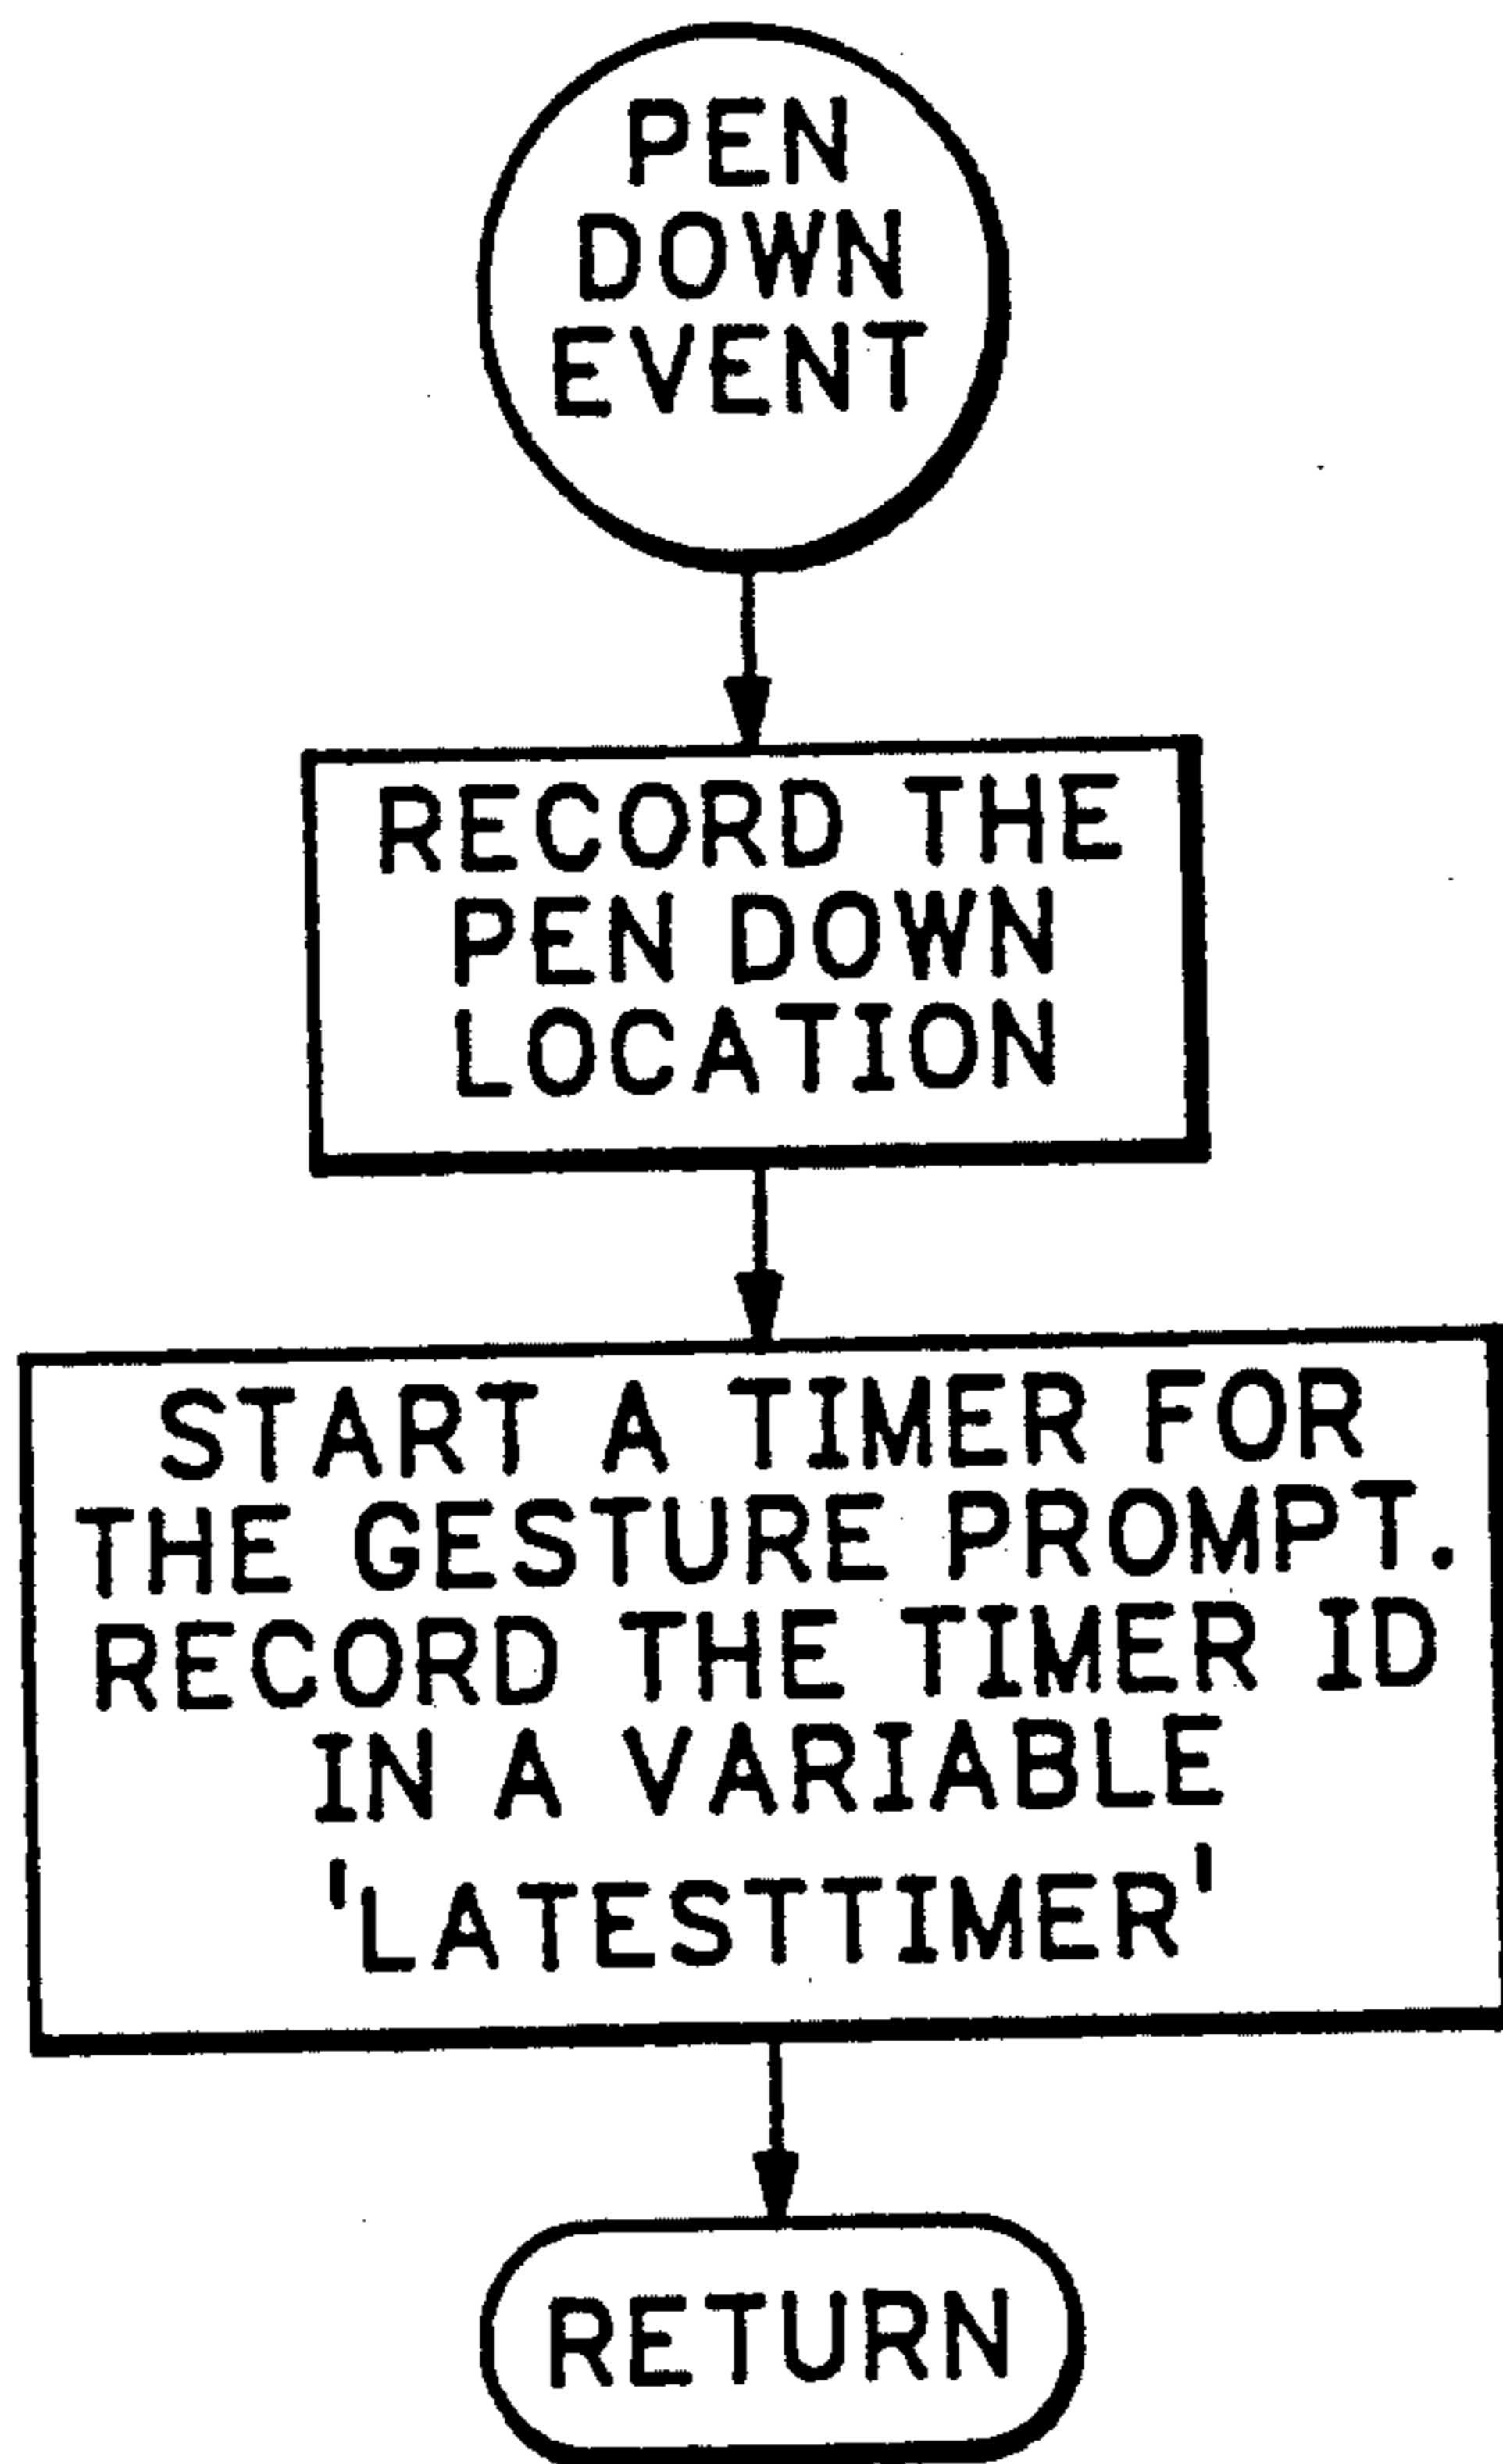 PEN
DOWN
EVENT
RECORD THE
PEN DOWN
LOCATION
START A TIMER FOR
THE GESTURE PROMPT.
RECORD THE TIMER ID
IN A VARIABLE
'LATESTTIMER'
RETURN